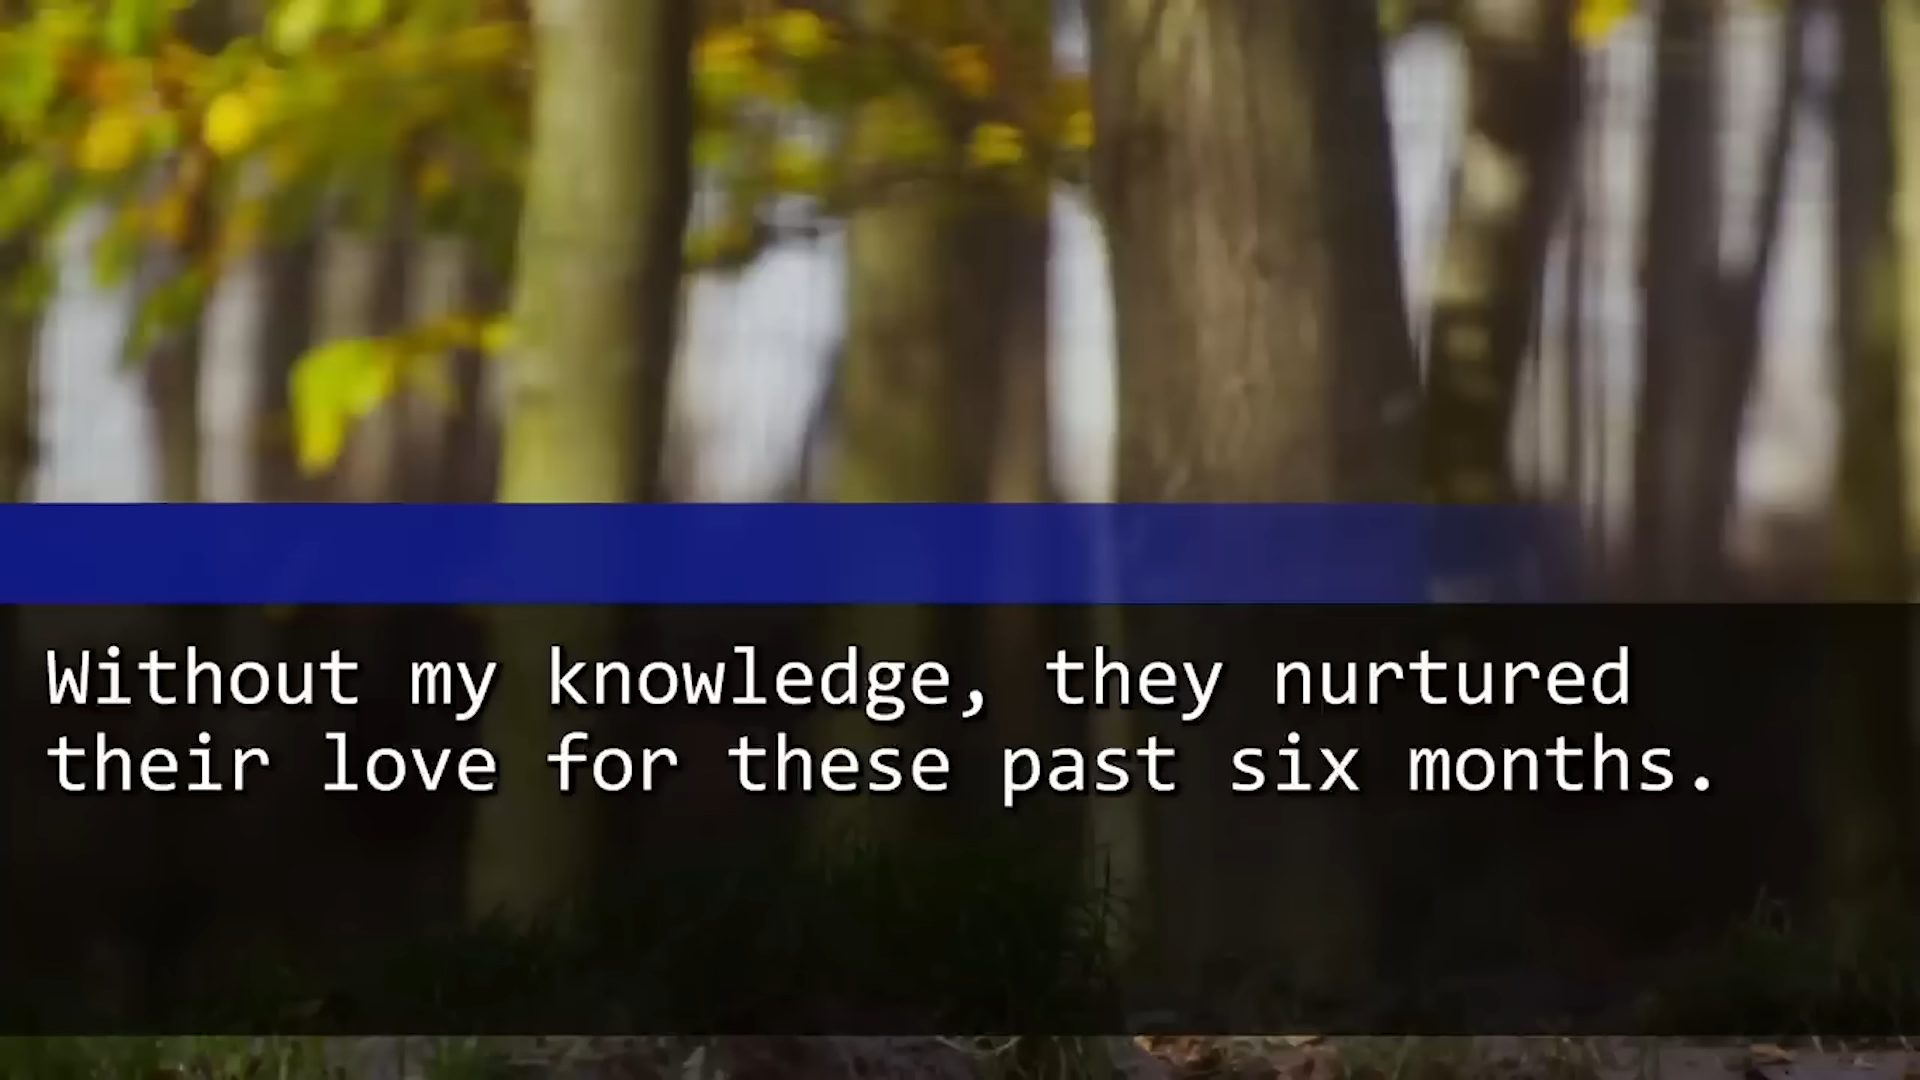 Without my knowledge, they nurtured
their love for these past six months.